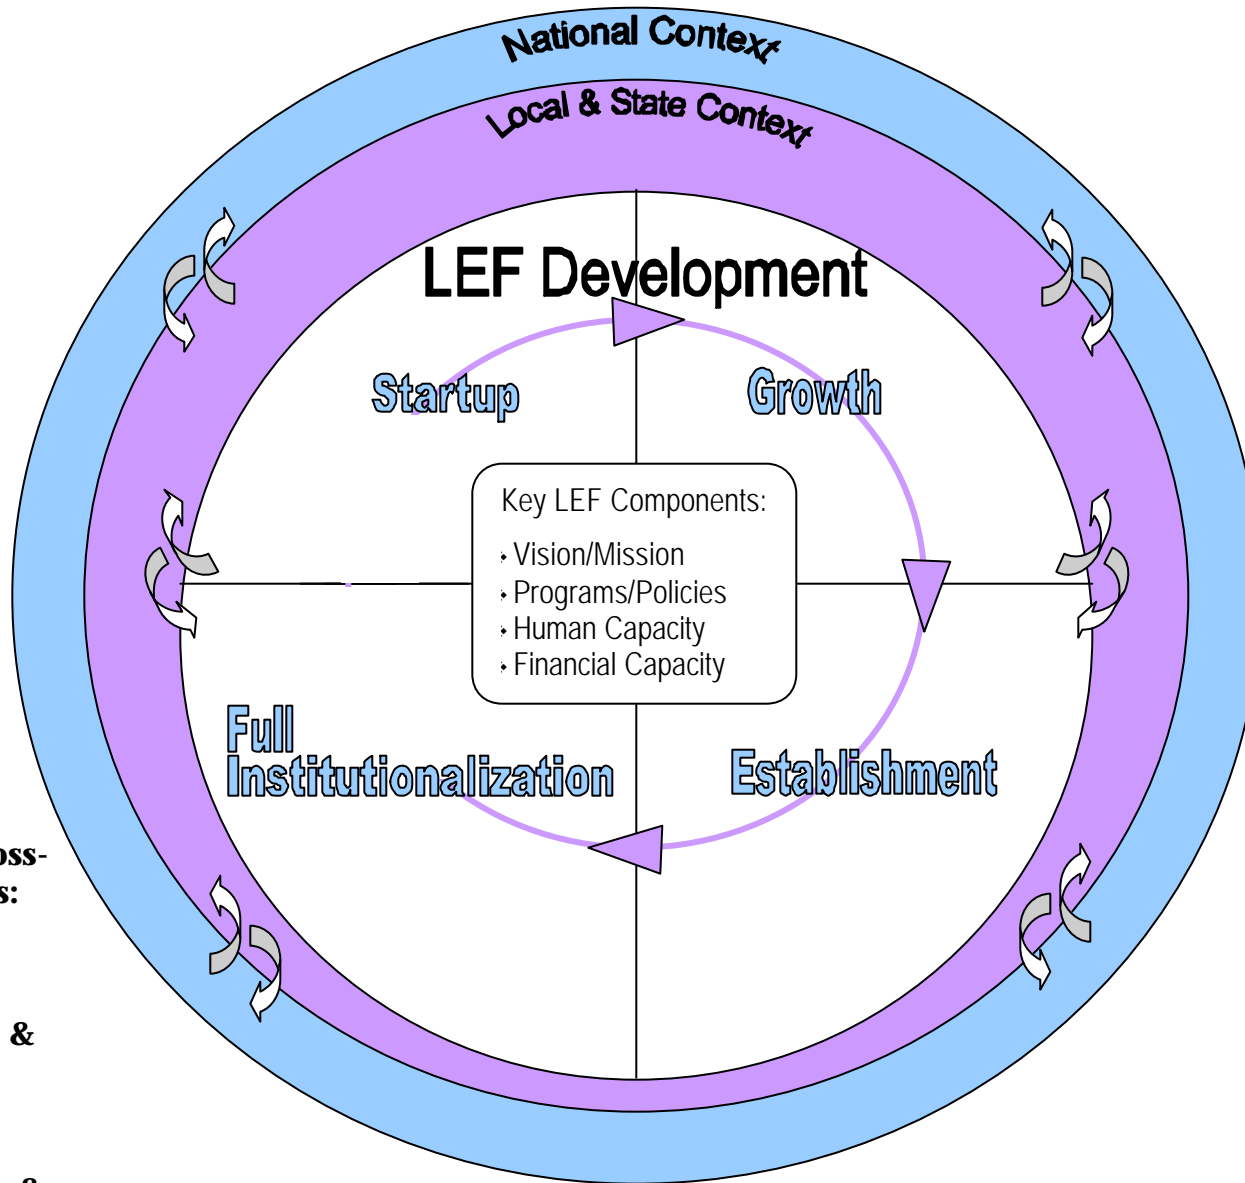 National Context
Local & State Context
LEF Development
Startup
Growth
Key LEF Components:
Vision/Mission
Programs/Policies
Human Capacity
Financial Capacity
Full
Institutionalization
Establishment
oss-
s:
&